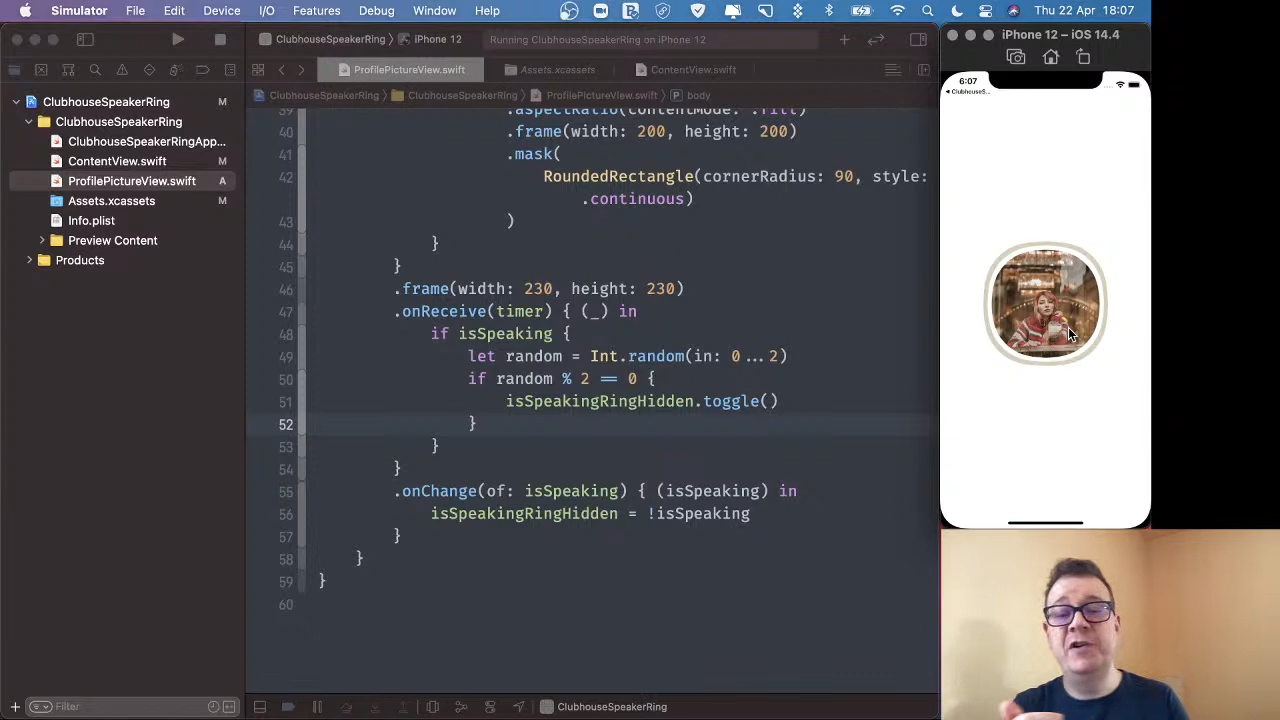 Simulator File Edit View I/O Device Features Debug Window Help Thu 22 Apr 18:07
ClubhouseSpeakerRing iPhone 12 Running ClubhouseSpeakerRing on iPhone 12
iPhone 12 – iOS 14.4
ProfilePictureView.swift Assets.xcassets ContentView.swift
ClubhouseSpeakerRing ClubhouseSpeakerRing ProfilePictureView.swift body
ClubhouseSpeakerRing M
ClubhouseSpeakerRing
ClubhouseSpeakerRingApp...
ContentView.swift M
ProfilePictureView.swift A
Assets.xcassets M
Info.plist
Preview Content
Products
39 .aspectRatio(contentMode: .fill)
40 .frame(width: 200, height: 200)
41 .mask(
42 RoundedRectangle(cornerRadius: 90, style:
.continuous)
43 )
44 }
45 }
46 .frame(width: 230, height: 230)
47 .onReceive(timer) { (_) in
48 if isSpeaking {
49 let random = Int.random(in: 0...2)
50 if random % 2 == 0 {
51 isSpeakingRingHidden.toggle()
52 }
53 }
54 }
55 .onChange(of: isSpeaking) { (isSpeaking) in
56 isSpeakingRingHidden = !isSpeaking
57 }
58 }
59 }
60
6:07
ClubhouseS...
Filter
ClubhouseSpeakerRing